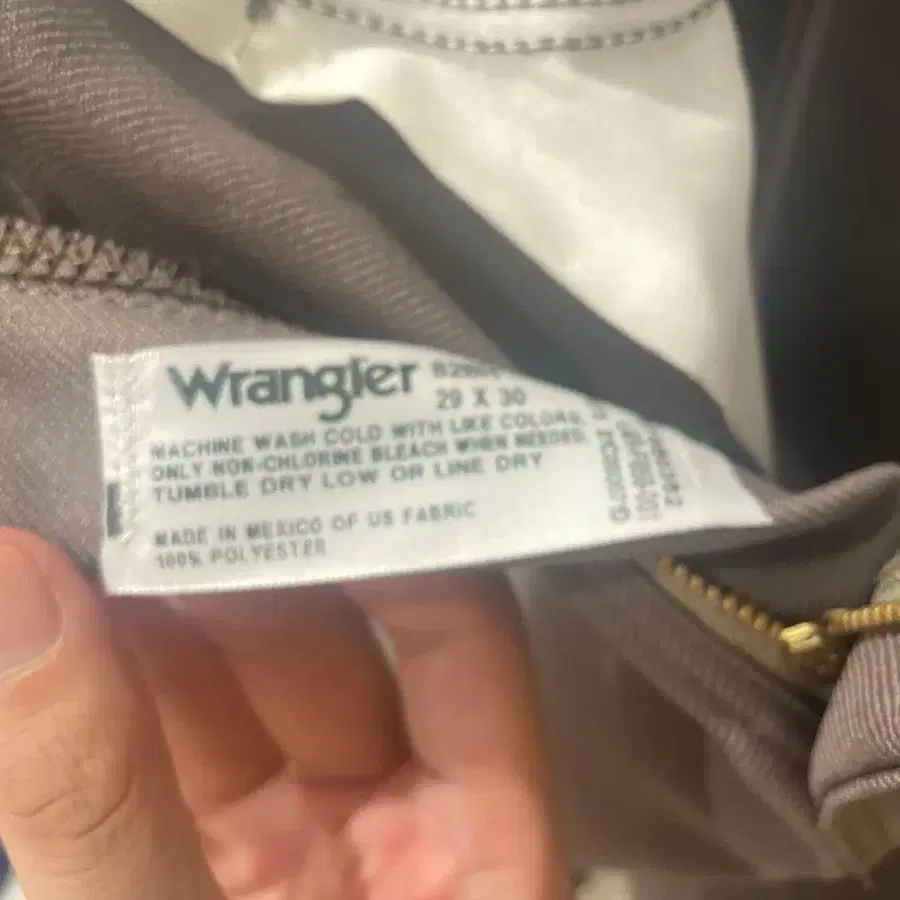 Wrangler
29 X 30
MACHINE WASH COLD WITH LIKE COLORS.
ONLY NON-CHLORINE BLEACH WHEN NEEDED.
TUMBLE DRY LOW OR LINE DRY
MADE IN MEXICO OF US FABRIC
100% POLYESTER